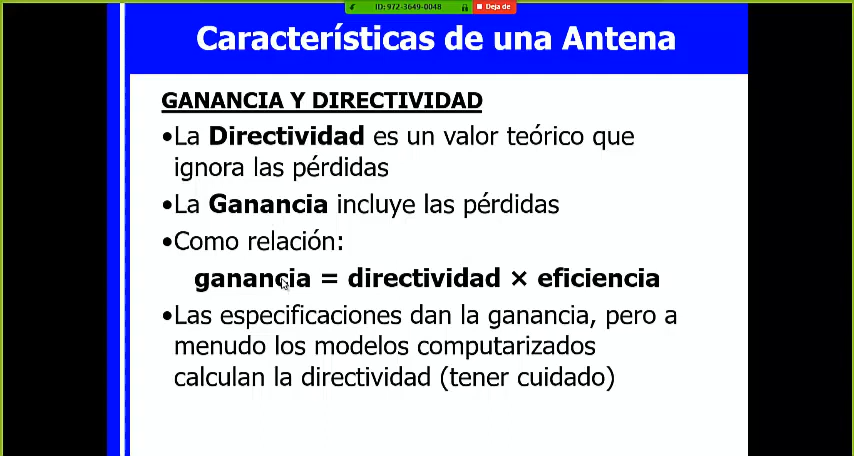 ID: 972-3649-0048
Deja de
Características de una Antena
GANANCIA Y DIRECTIVIDAD
•La Directividad es un valor teórico que
ignora las pérdidas
•La Ganancia incluye las pérdidas
•Como relación:
ganancia = directividad × eficiencia
•Las especificaciones dan la ganancia, pero a
menudo los modelos computarizados
calculan la directividad (tener cuidado)